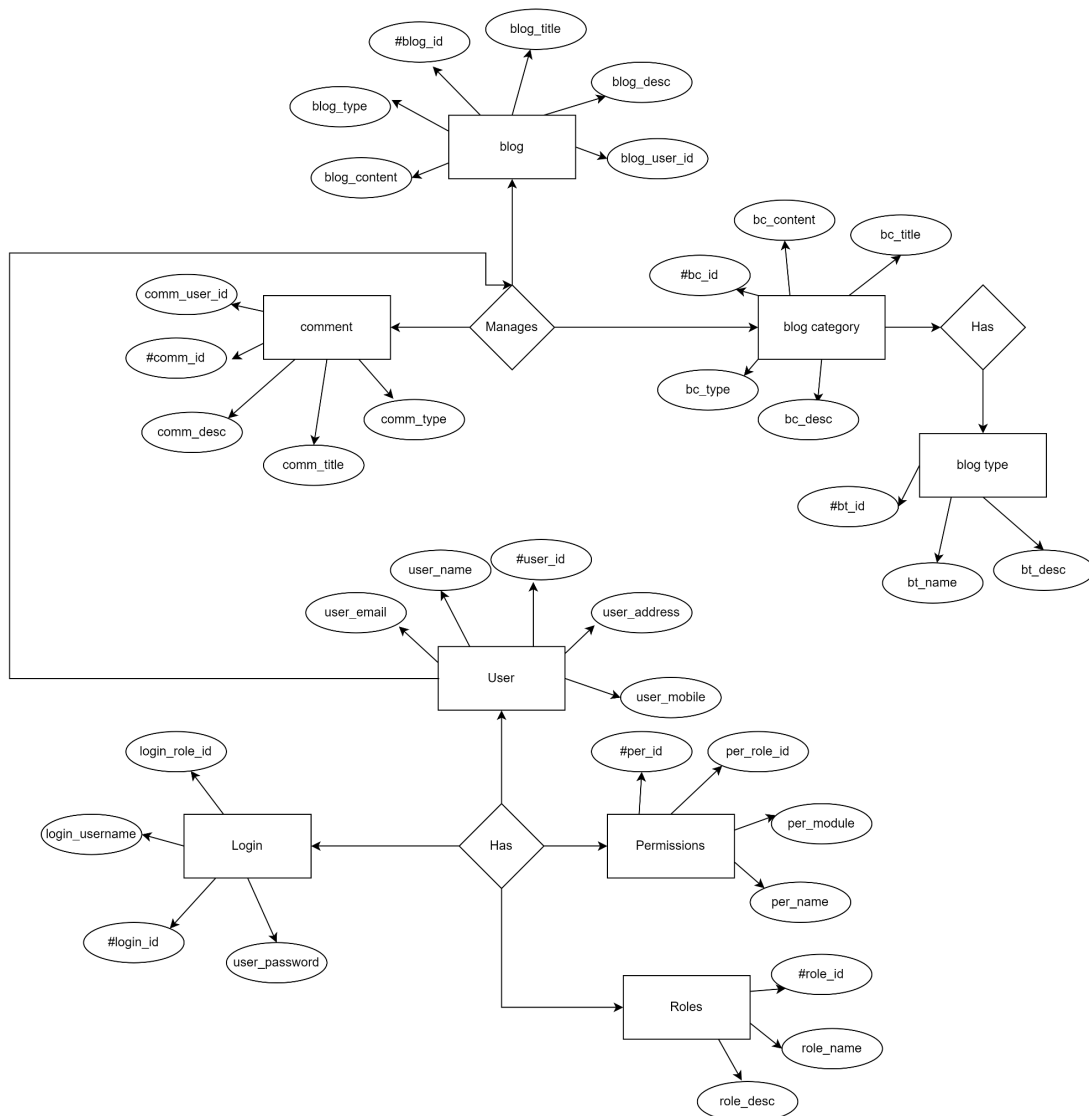 blog_title
#blog_id
blog_desc
blog_type
blog
blog_user_id
blog_content
bc_content
bc_title
#bc_id
comm_user_id
comment
Manages
blog category
Has
#comm_id
bc_type
bc_desc
comm_type
comm_desc
comm_title
blog type
#bt_id
bt_desc
bt_name
#user_id
user_name
user_email
user_address
User
user_mobile
login_role_id
#per_id
per_role_id
per_module
login_username
Login
Has
Permissions
per_name
#login_id
user_password
#role_id
Roles
role_name
role_desc